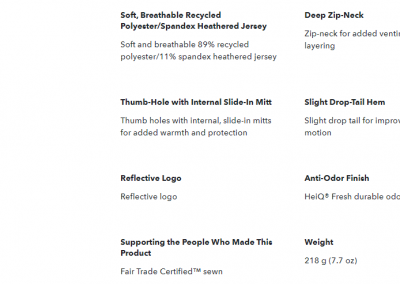 Soft, Breathable Recycled
Polyester/Spandex Heathered Jersey
Soft and breathable 89% recycled
polyester/11% spandex heathered jersey
Deep Zip-Neck
Zip-neck for added venti
layering
Thumb-Hole with Internal Slide-In Mitt
Thumb holes with internal, slide-in mitts
for added warmth and protection
Slight Drop-Tail Hem
Slight drop tail for improv
motion
Reflective Logo
Reflective logo
Anti-Odor Finish
HeiQ® Fresh durable odo
Supporting the People Who Made This
Product
Fair Trade Certified™ sewn
Weight
218 g (7.7 oz)